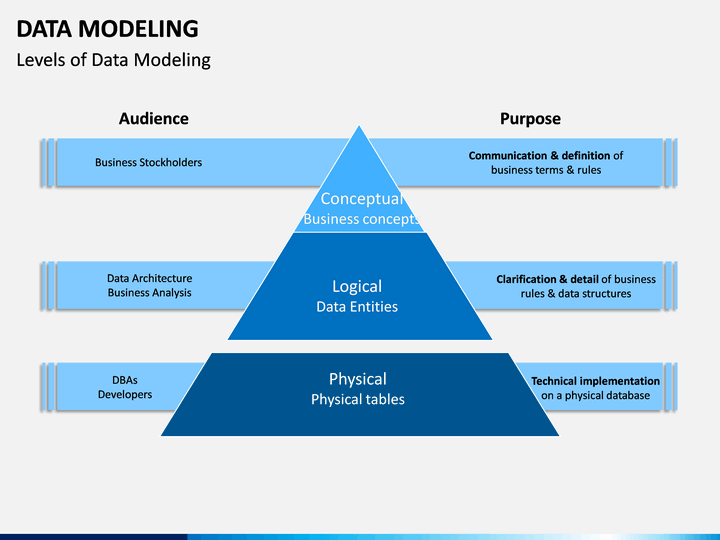 DATA MODELING
Levels of Data Modeling
Audience
Purpose
Business Stockholders
Conceptual
Business concepts
Communication & definition of
business terms & rules
Data Architecture
Business Analysis
Logical
Data Entities
Clarification & detail of business
rules & data structures
DBAs
Developers
Physical
Physical tables
Technical implementation
on a physical database